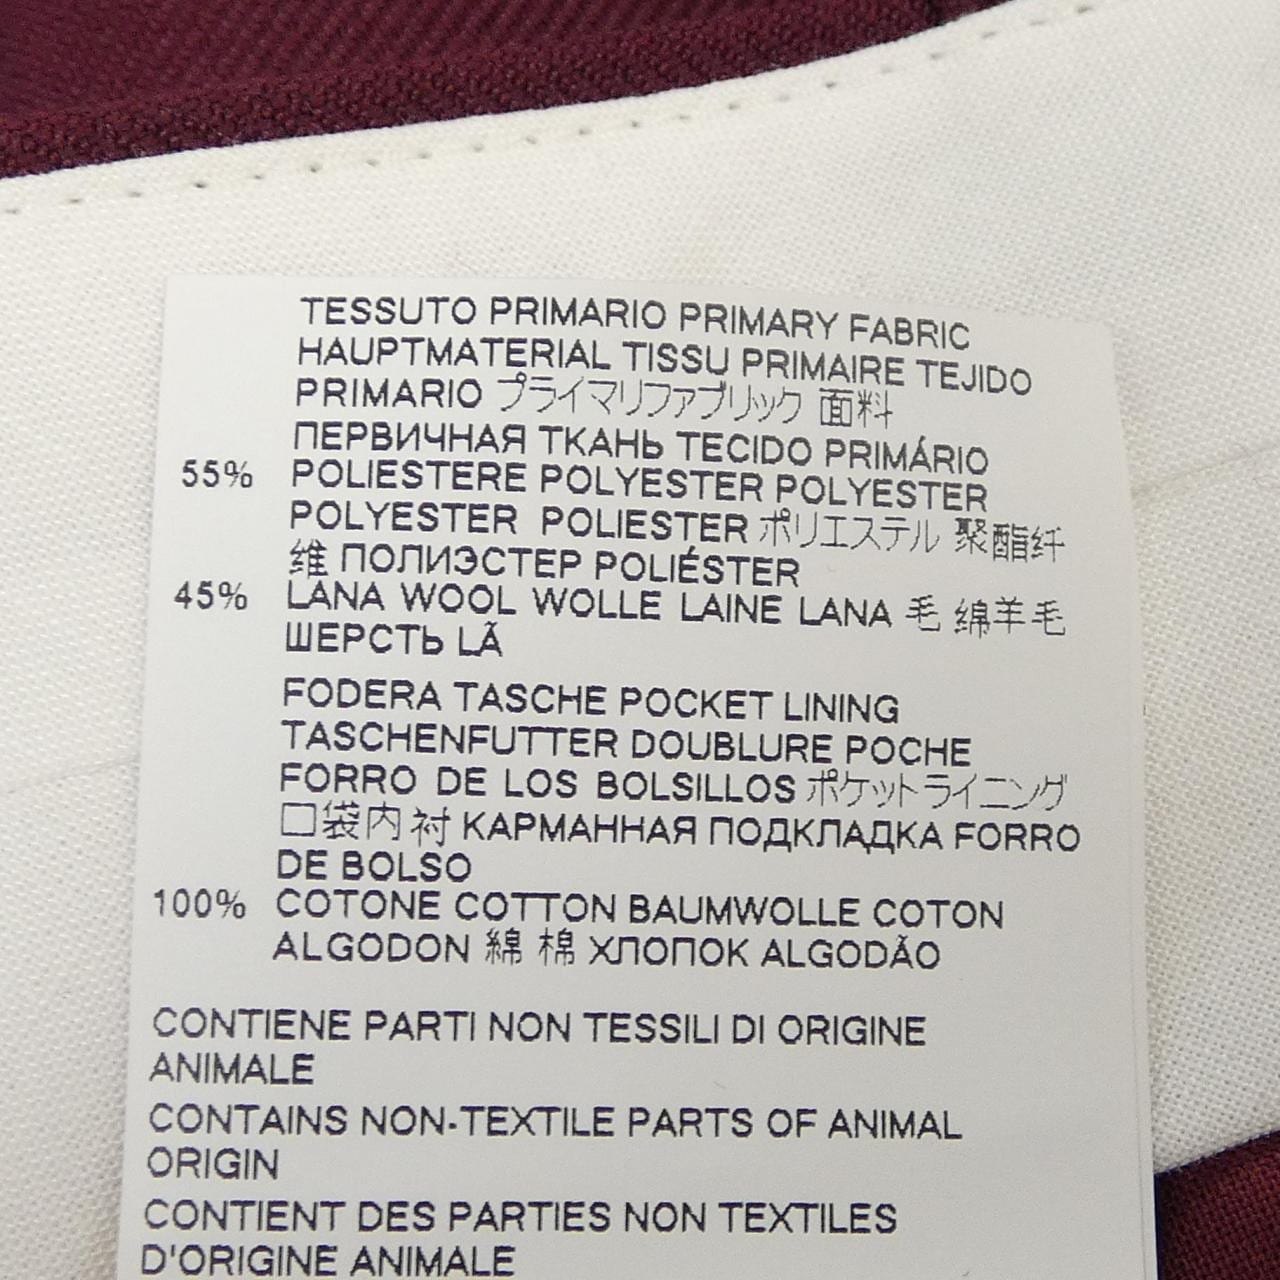 TESSUTO PRIMARIO PRIMARY FABRIC
HAUPTMATERIAL TISSU PRIMAIRE TEJIDO
PRIMARIO プライマリファブリック 面料
ПЕРВИЧНАЯ ТКАНЬ TECIDO PRIMÁRIO
55% POLIESTERE POLYESTER POLYESTER
POLYESTER POLIESTER ポリエステル 聚酯纤
维 ПОЛИЭСТЕР POLIÉSTER
45% LANA WOOL WOLLE LAINE LANA 毛 绵羊毛
ШЕРСТЬ LÃ
FODERA TASCHE POCKET LINING
TASCHENFUTTER DOUBLURE POCHE
FORRO DE LOS BOLSILLOS ポケットライニング
口袋内衬 КАРМАННАЯ ПОДКЛАДКА FORRO
DE BOLSO
100% COTONE COTTON BAUMWOLLE COTON
ALGODON 綿 棉 ХЛОПОК ALGODÃO
CONTIENE PARTI NON TESSILI DI ORIGINE
ANIMALE
CONTAINS NON-TEXTILE PARTS OF ANIMAL
ORIGIN
CONTIENT DES PARTIES NON TEXTILES
D'ORIGINE ANIMALE